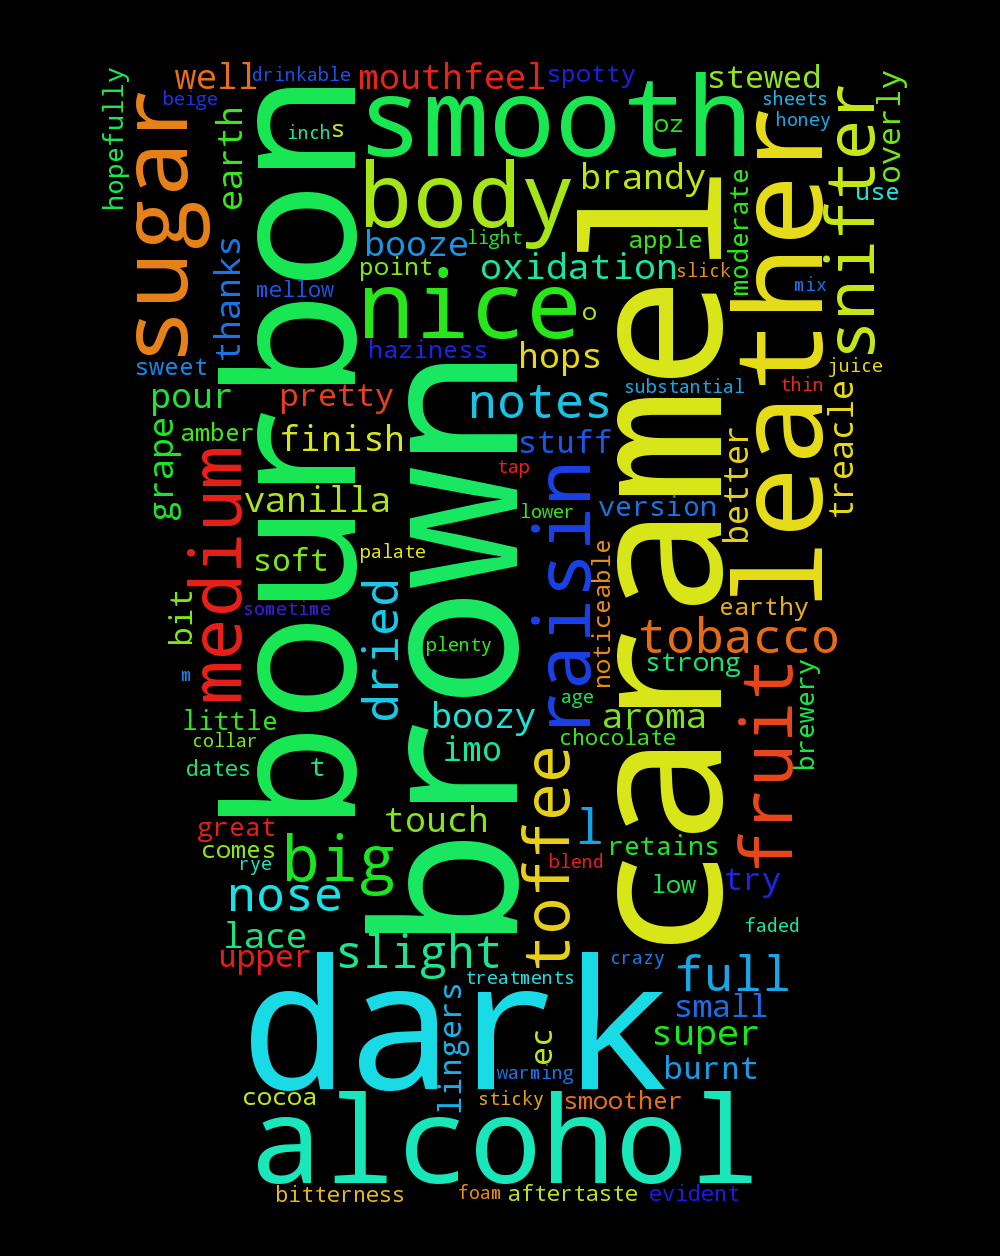 hopefully
well
drinkable
mouthfeel
spotty
stewed
beige
sugar
earth
inch
s
bourbon
smooth
oz
sheets
honey
overly
leather
snifter
use
body
brandy
moderate
booze
light
apple
thanks
point
oxidation
slick
mellow
nice
o
mix
caramel
haziness
hops
sweet
juice
pour
pretty
notes
substantial
thin
treacle
grape
amber
finish
stuff
better
brown
medium
tap
raisin
vanilla
lower
version
soft
palate
noticeable
bit
sometime
dried
earthy
plenty
tobacco
m
strong
fruit
brewery
age
little
boozy
aroma
collar
imo
chocolate
dates
t
toffee
great
touch
l
comes
rye
big
blend
retains
nose
low
try
lace
faded
upper
slight
crazy
dark
treatments
full
lingers
small
ec
super
warming
burnt
cocoa
sticky
smoother
alcohol
bitterness
foam
aftertaste
evident